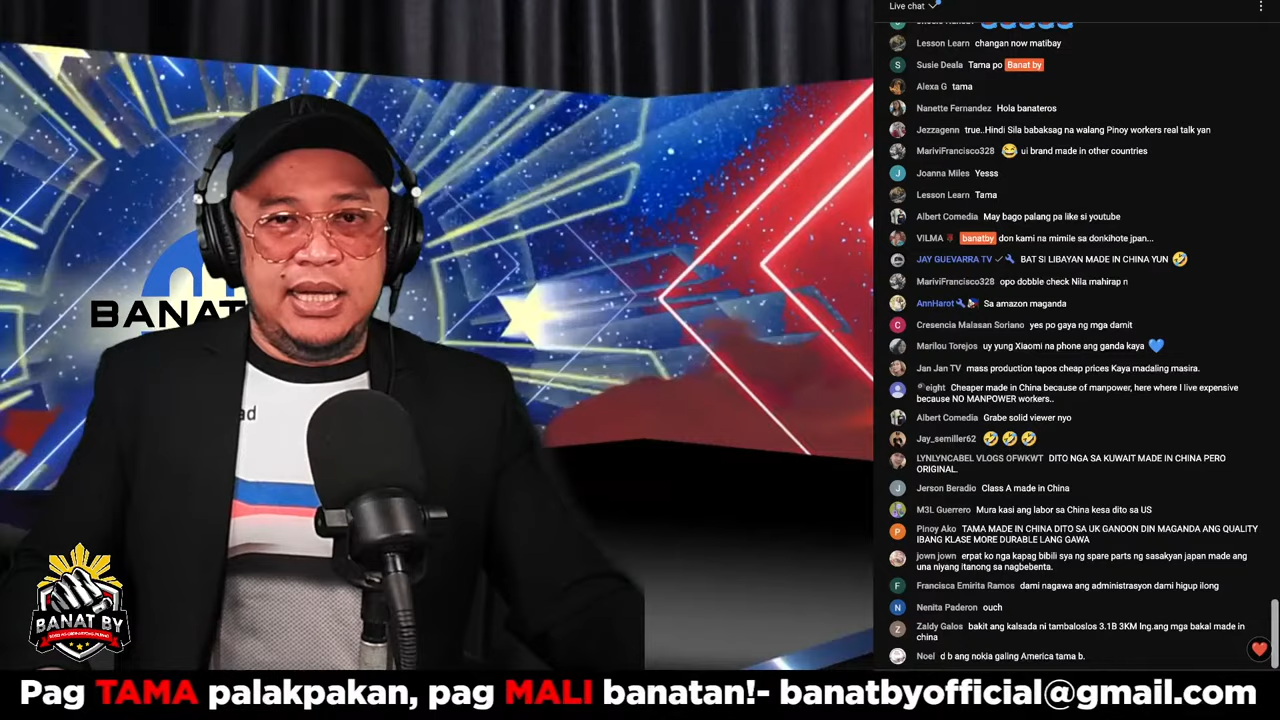 Live chat
Lesson Learn changan now matibay
Susie Deala Tama po Banat by
Alexa G tama
Nanette Fernandez Hola banateros
Jezzagenn true..Hindi Sila babaksag na walang Pinoy workers real talk yan
MariviFrancisco328 😂 ui brand made in other countries
Joanna Miles Yesss
Lesson Learn Tama
Albert Comedia May bago palang pa like si youtube
VILMA banatby don kami na mimile sa donkihote jpan...
JAY GUEVARRA TV BAT SI LIBAYAN MADE IN CHINA YUN 🤣
MariviFrancisco328 opo dobble check Nila mahirap n
AnnHarot Sa amazon maganda
Cresencia Malasan Soriano yes po gaya ng mga damit
Marilou Torejos uy yung Xiaomi na phone ang ganda kaya 💙
Jan Jan TV mass production tapos cheap prices Kaya madaling masira.
eight Cheaper made in China because of manpower, here where I live expensive
because NO MANPOWER workers..
Albert Comedia Grabe solid viewer nyo
Jay_semiller62 🤣 🤣 🤣
LYNLYNCABEL VLOGS OFWKWT DITO NGA SA KUWAIT MADE IN CHINA PERO
ORIGINAL.
Jerson Beradio Class A made in China
M3L Guerrero Mura kasi ang labor sa China kesa dito sa US
Pinoy Ako TAMA MADE IN CHINA DITO SA UK GANOON DIN MAGANDA ANG QUALITY
IBANG KLASE MORE DURABLE LANG GAWA
jown jown erpat ko nga kapag bibili sya ng spare parts ng sasakyan japan made ang
una niyang itanong sa nagbebenta.
Francisca Emirita Ramos dami nagawa ang administrasyon dami higup ilong
Nenita Paderon ouch
Zaldy Galos bakit ang kalsada ni tambaloslos 3.1B 3KM lng.ang mga bakal made in
china
Noel d b ang nokia galing America tama b.
BANAT
ad
BANAT BY
Pag TAMA palakpakan, pag MALI banatan!- banatbyofficial@gmail.com